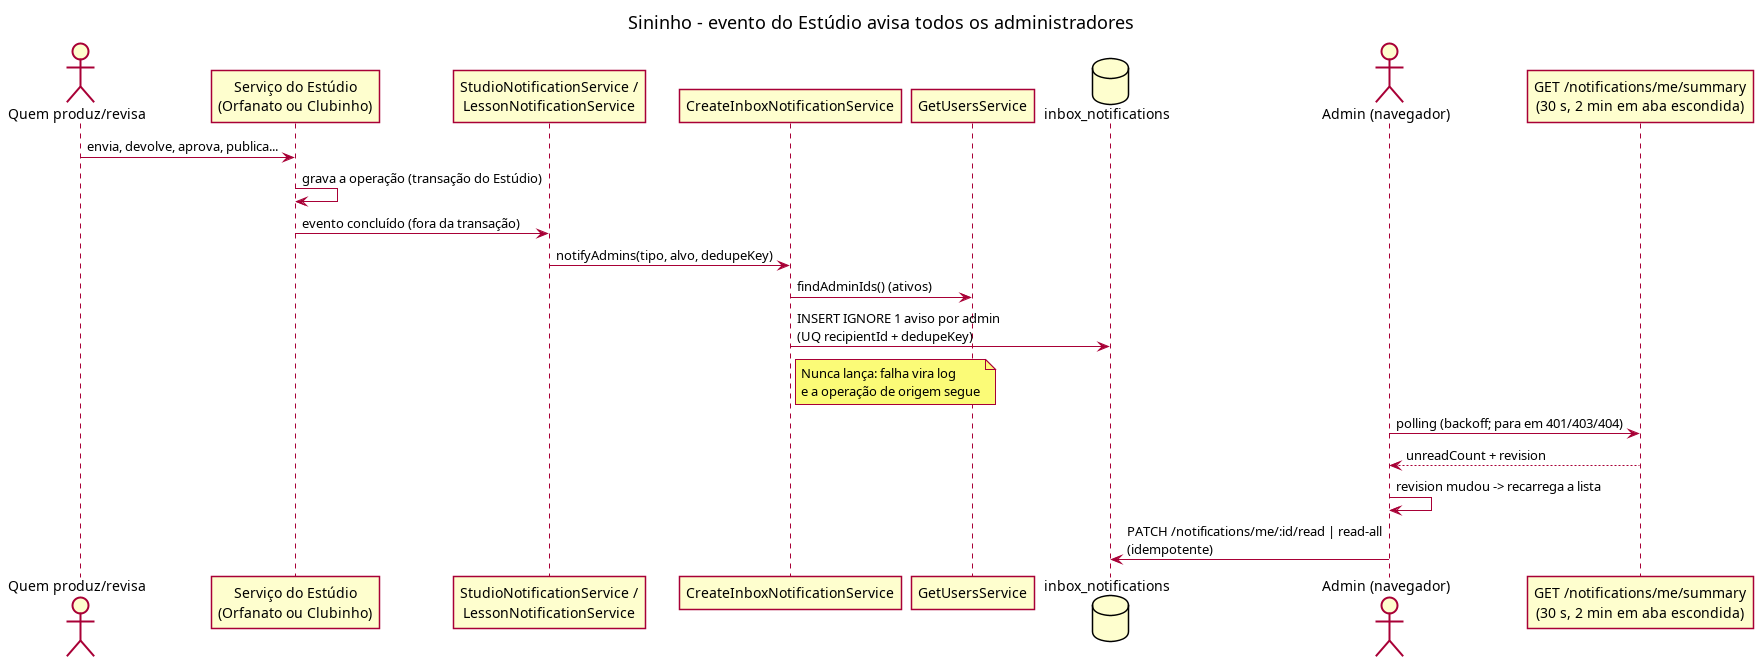 Sininho - evento do Estúdio avisa todos os administradores
Quem produz/revisa
Serviço do Estúdio
(Orfanato ou Clubinho)
StudioNotificationService /
LessonNotificationService
CreateInboxNotificationService
GetUsersService
inbox_notifications
Admin (navegador)
GET /notifications/me/summary
(30 s, 2 min em aba escondida)
envia, devolve, aprova, publica...
grava a operação (transação do Estúdio)
evento concluído (fora da transação)
notifyAdmins(tipo, alvo, dedupeKey)
findAdminIds() (ativos)
INSERT IGNORE 1 aviso por admin
(UQ recipientId + dedupeKey)
Nunca lança: falha vira log
e a operação de origem segue
polling (backoff; para em 401/403/404)
unreadCount + revision
revision mudou -> recarrega a lista
PATCH /notifications/me/:id/read | read-all
(idempotente)
Quem produz/revisa
Serviço do Estúdio
(Orfanato ou Clubinho)
StudioNotificationService /
LessonNotificationService
CreateInboxNotificationService
GetUsersService
inbox_notifications
Admin (navegador)
GET /notifications/me/summary
(30 s, 2 min em aba escondida)